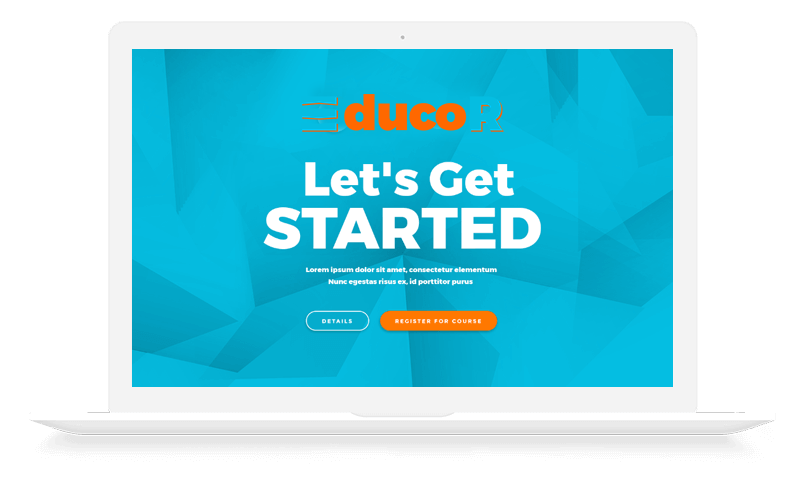 EducoR
Let's Get
STARTED
Lorem ipsum dolor sit amet, consectetur elementum
Nunc egestas risus ex, id porttitor purus
DETAILS
REGISTER FOR COURSE